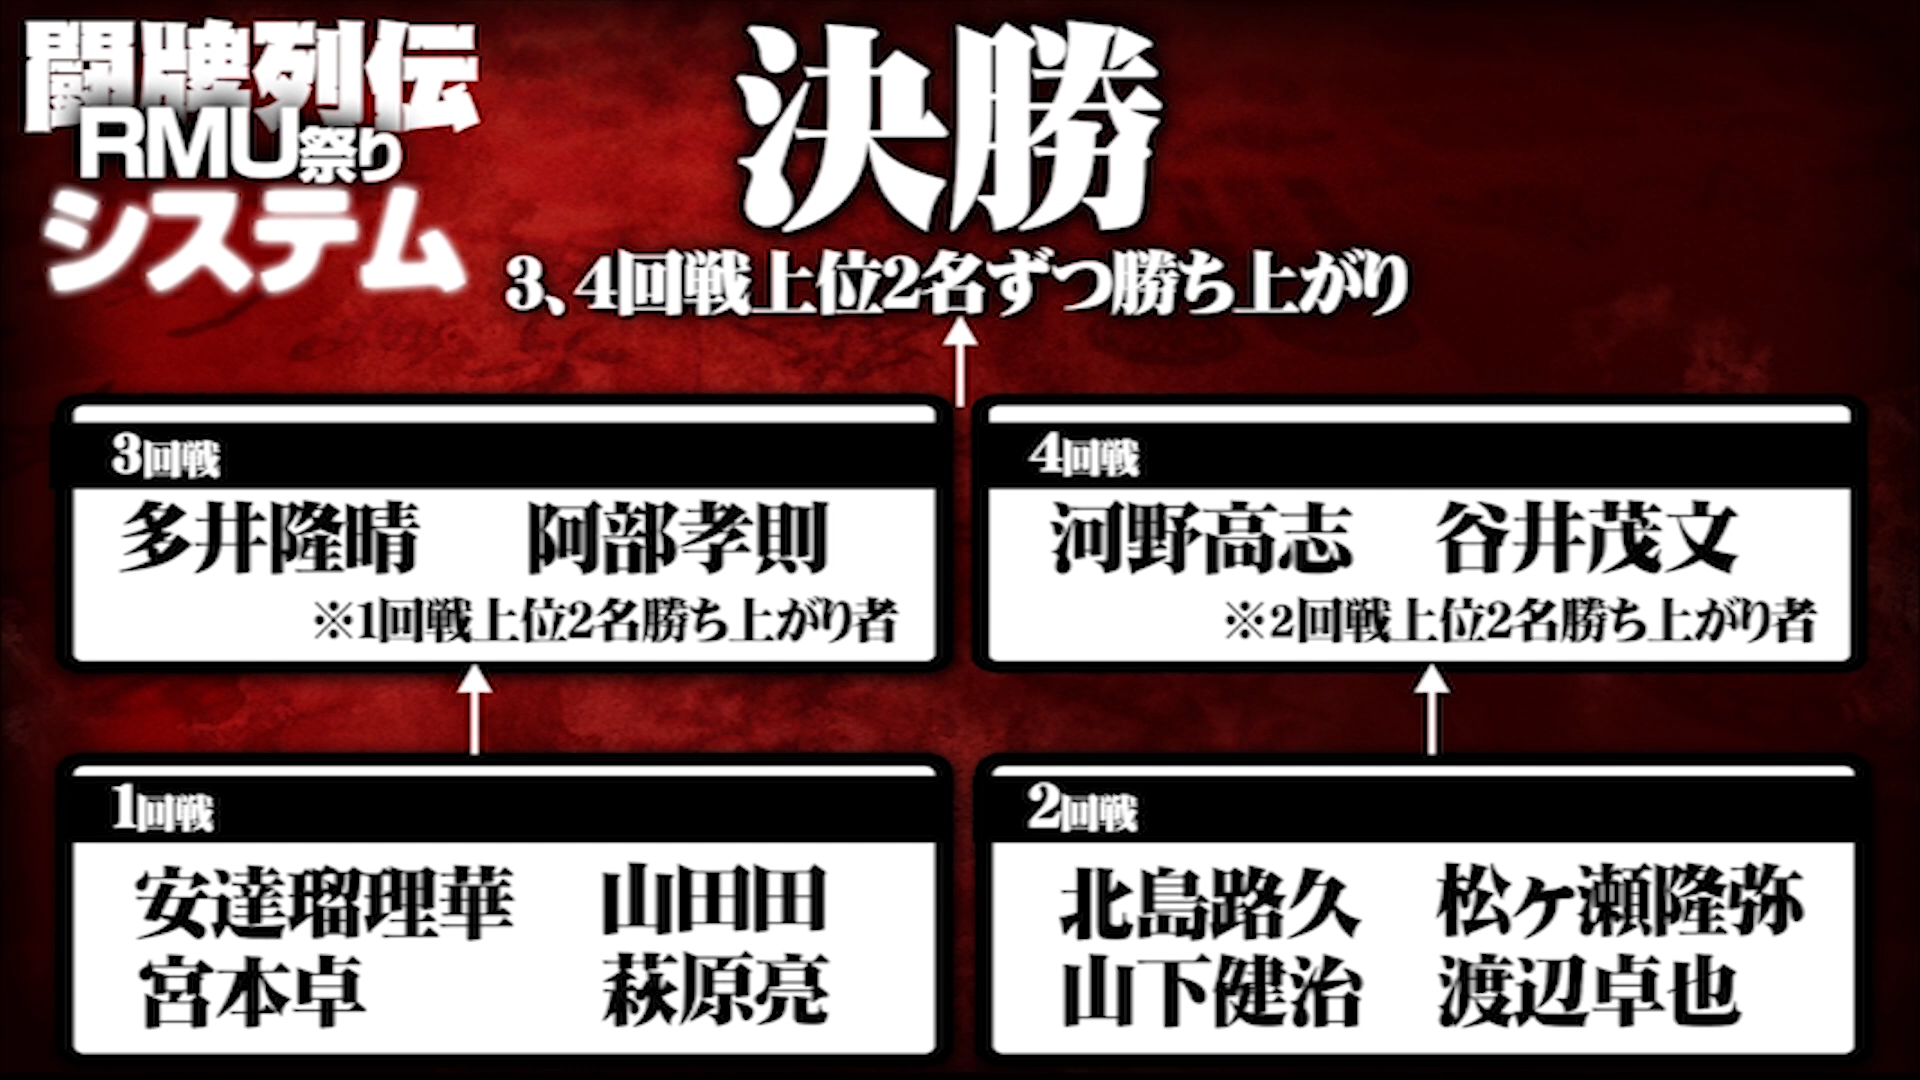 闘牌列伝
RMU祭り
システム
決勝
3、4回戦上位2名ずつ勝ち上がり
3回戦
多井隆晴 阿部孝則
※1回戦上位2名勝ち上がり者
4回戦
河野高志 谷井茂文
※2回戦上位2名勝ち上がり者
1回戦
安達瑠理華 山田田
宮本卓 萩原亮
2回戦
北島路久 松ヶ瀬隆弥
山下健治 渡辺卓也